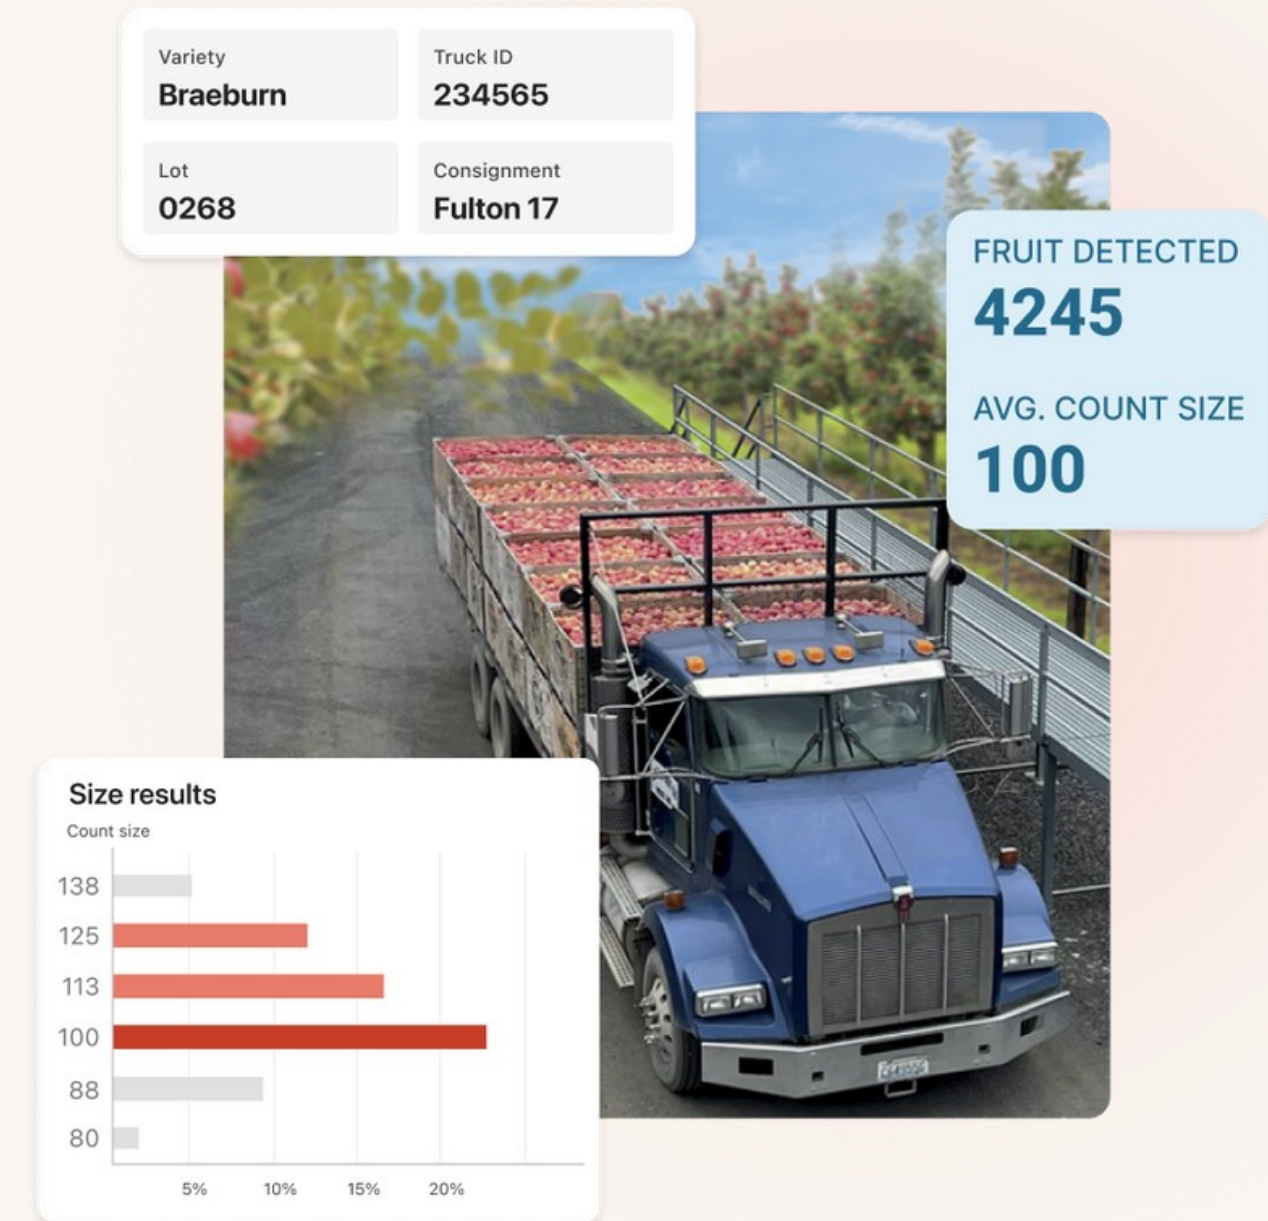 Variety
Braeburn
Truck ID
234565
Lot
0268
Consignment
Fulton 17
FRUIT DETECTED
4245
AVG. COUNT SIZE
100
Size results
Count size
138
125
113
100
88
80
5% 10% 15% 20%